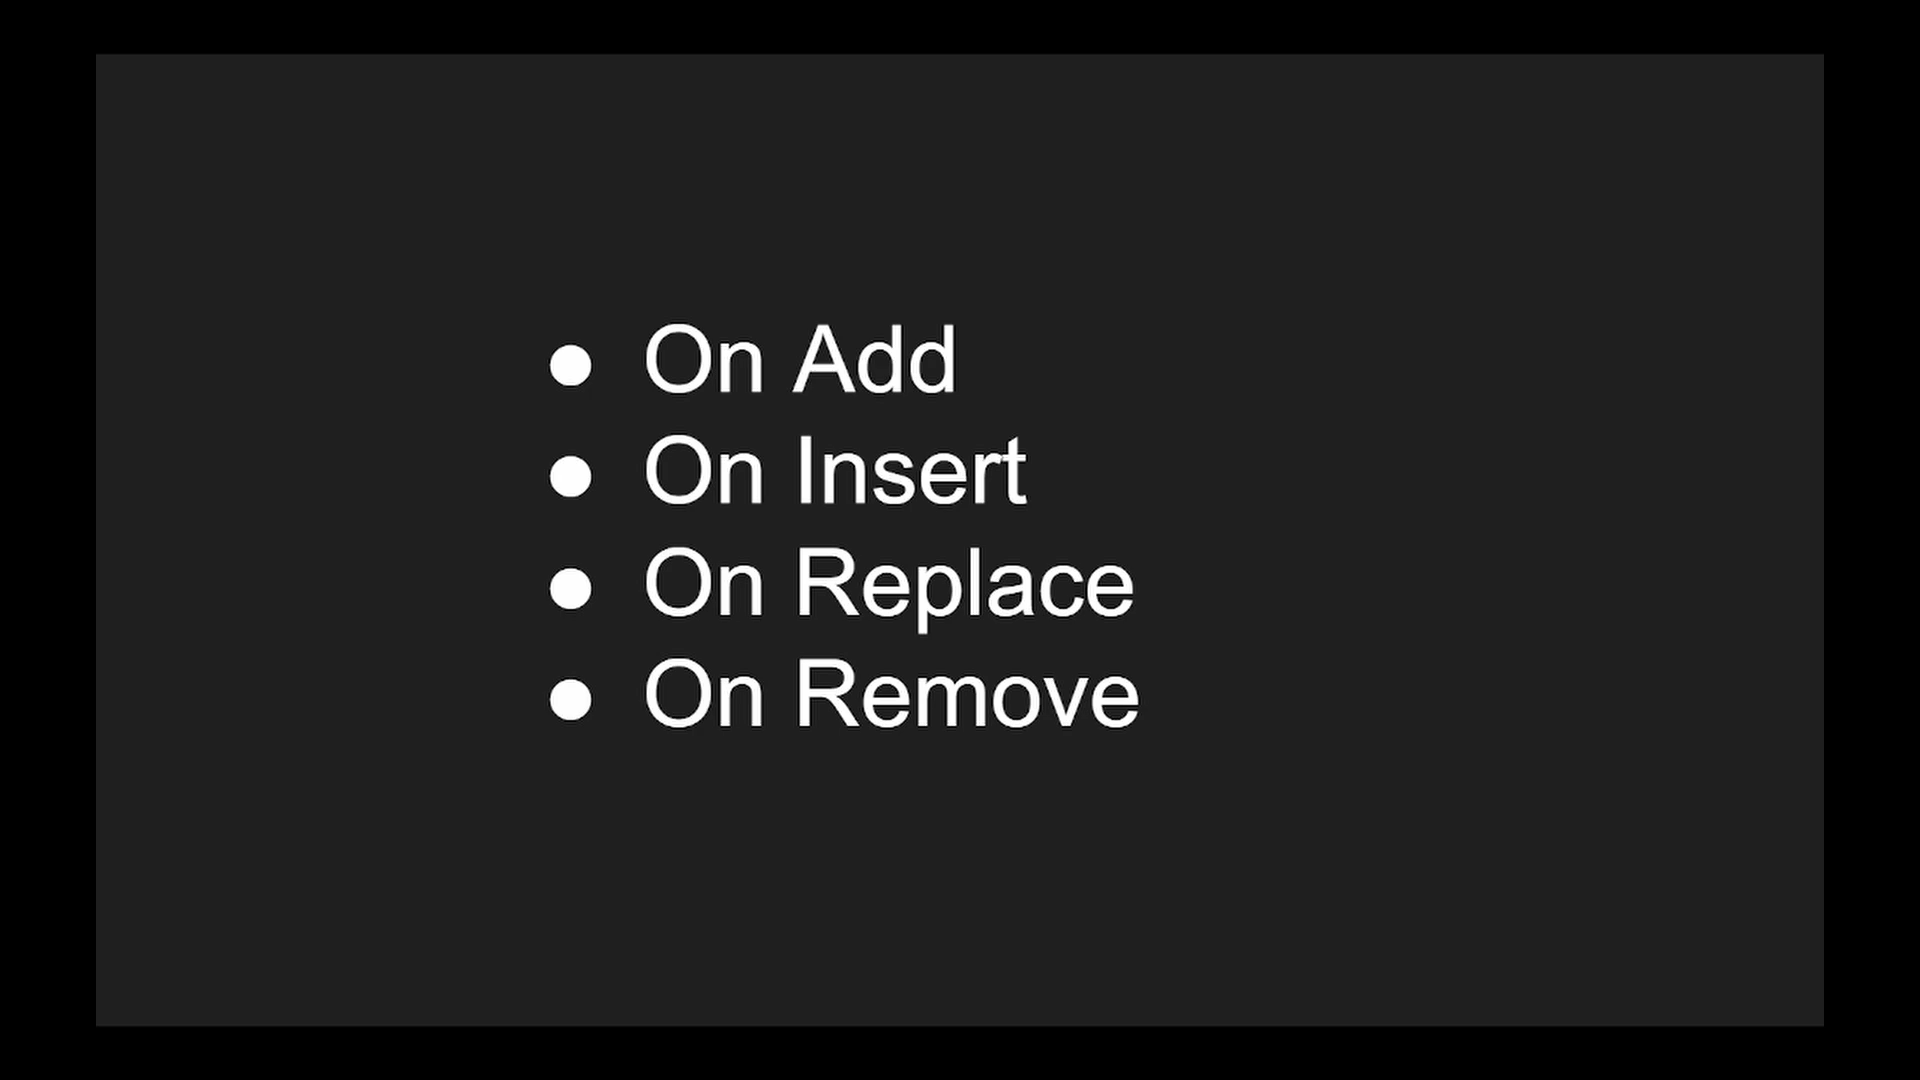 ● On Add
● On Insert
● On Replace
● On Remove